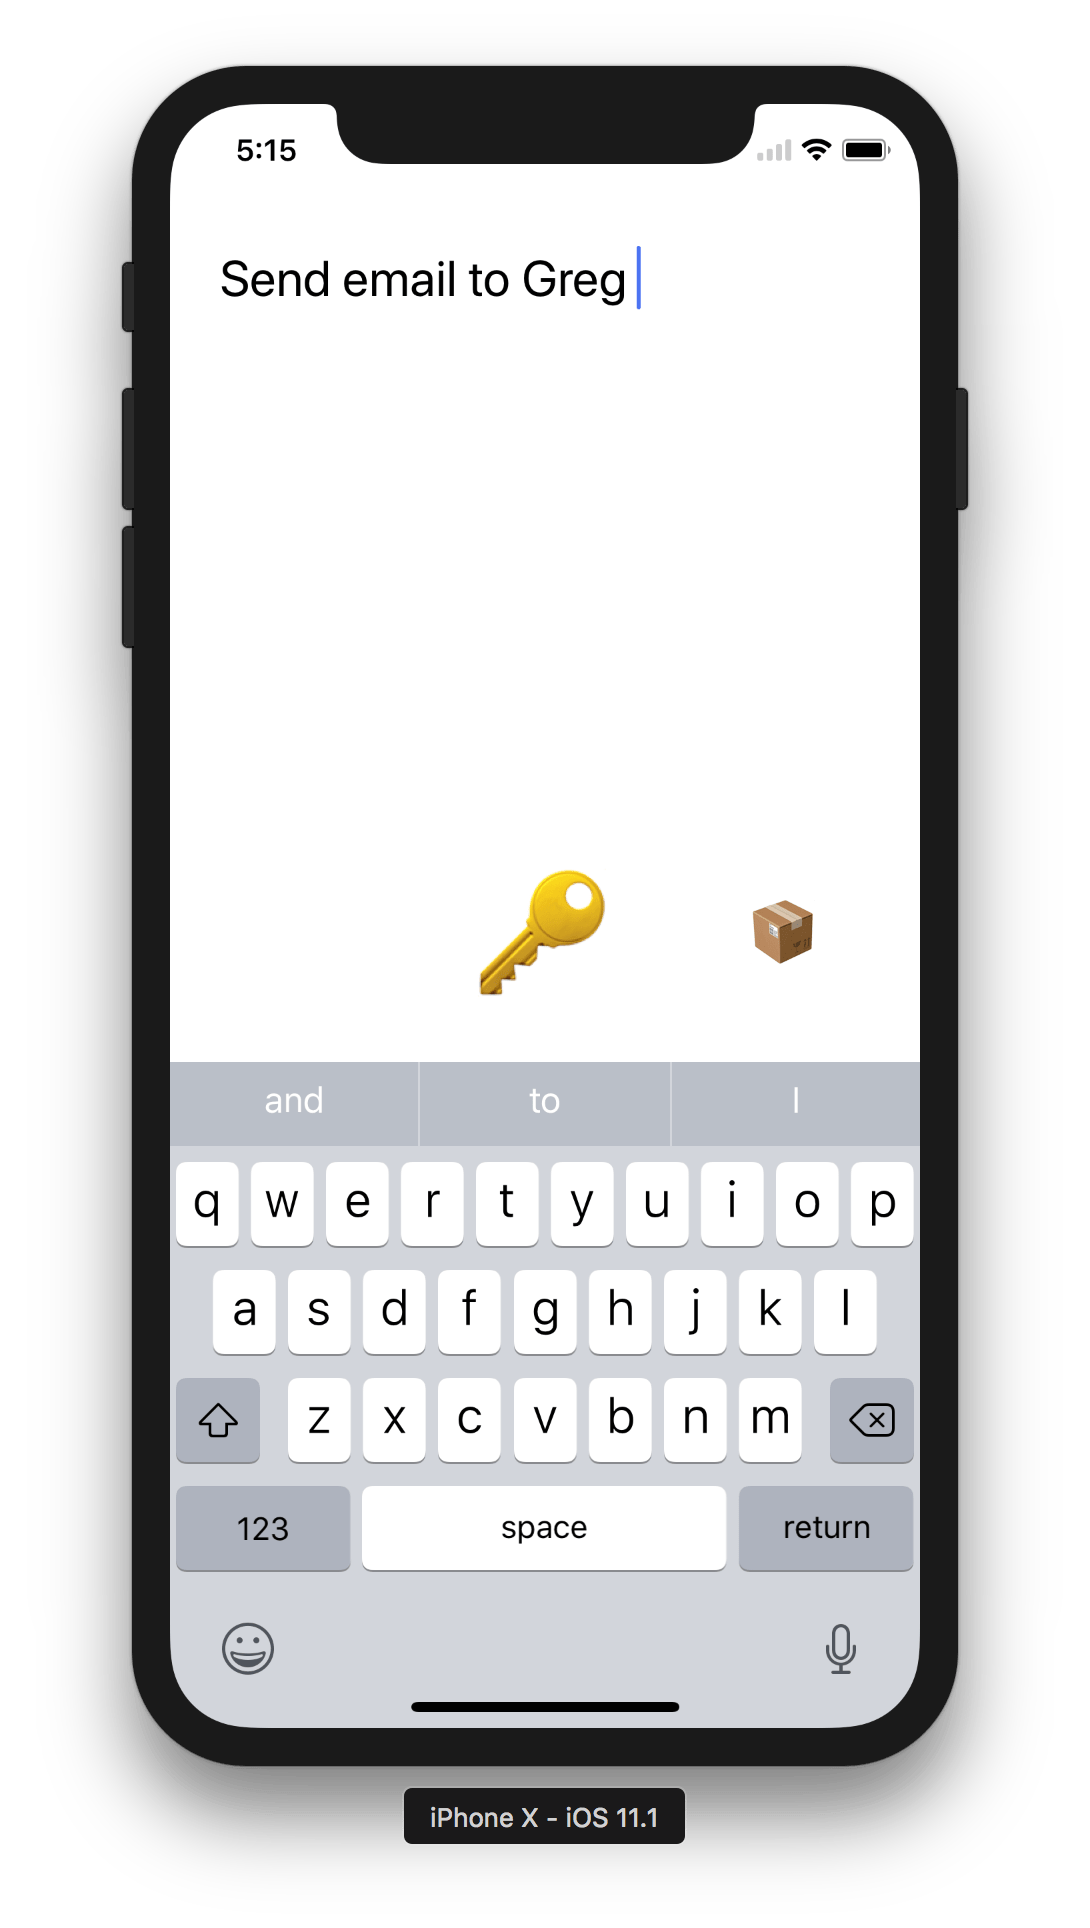 5:15
Send email to Greg
and to I
q w e r t y u i o p
a s d f g h j k l
z x c v b n m
123 space return
iPhone X - iOS 11.1